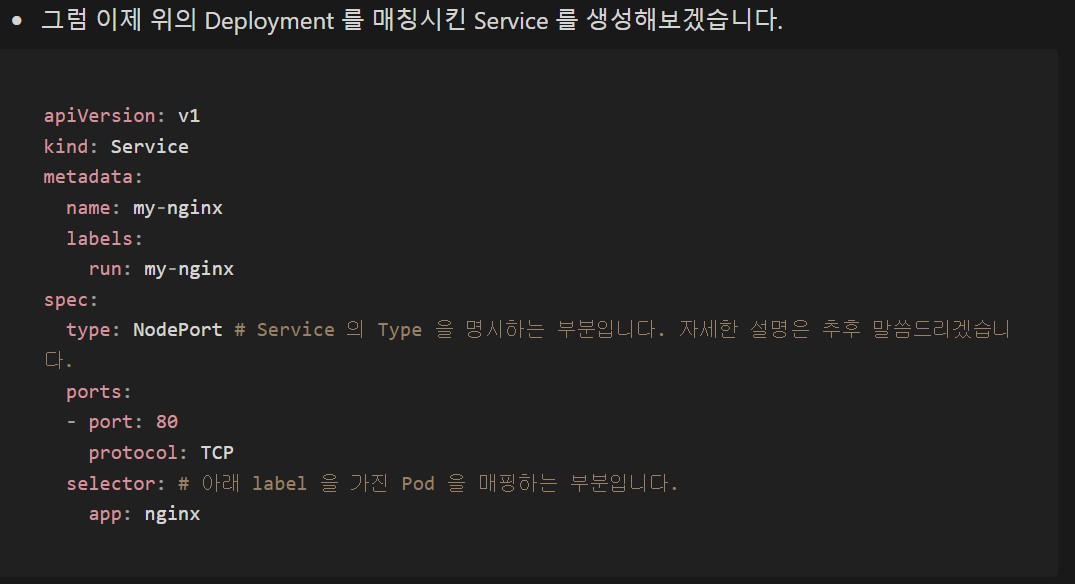 • 그럼 이제 위의 Deployment 를 매칭시킨 Service 를 생성해보겠습니다.
apiVersion: v1
kind: Service
metadata:
  name: my-nginx
  labels:
    run: my-nginx
spec:
  type: NodePort # Service 의 Type 을 명시하는 부분입니다. 자세한 설명은 추후 말씀드리겠습니
다.
  ports:
  - port: 80
    protocol: TCP
  selector: # 아래 label 을 가진 Pod 을 매핑하는 부분입니다.
    app: nginx